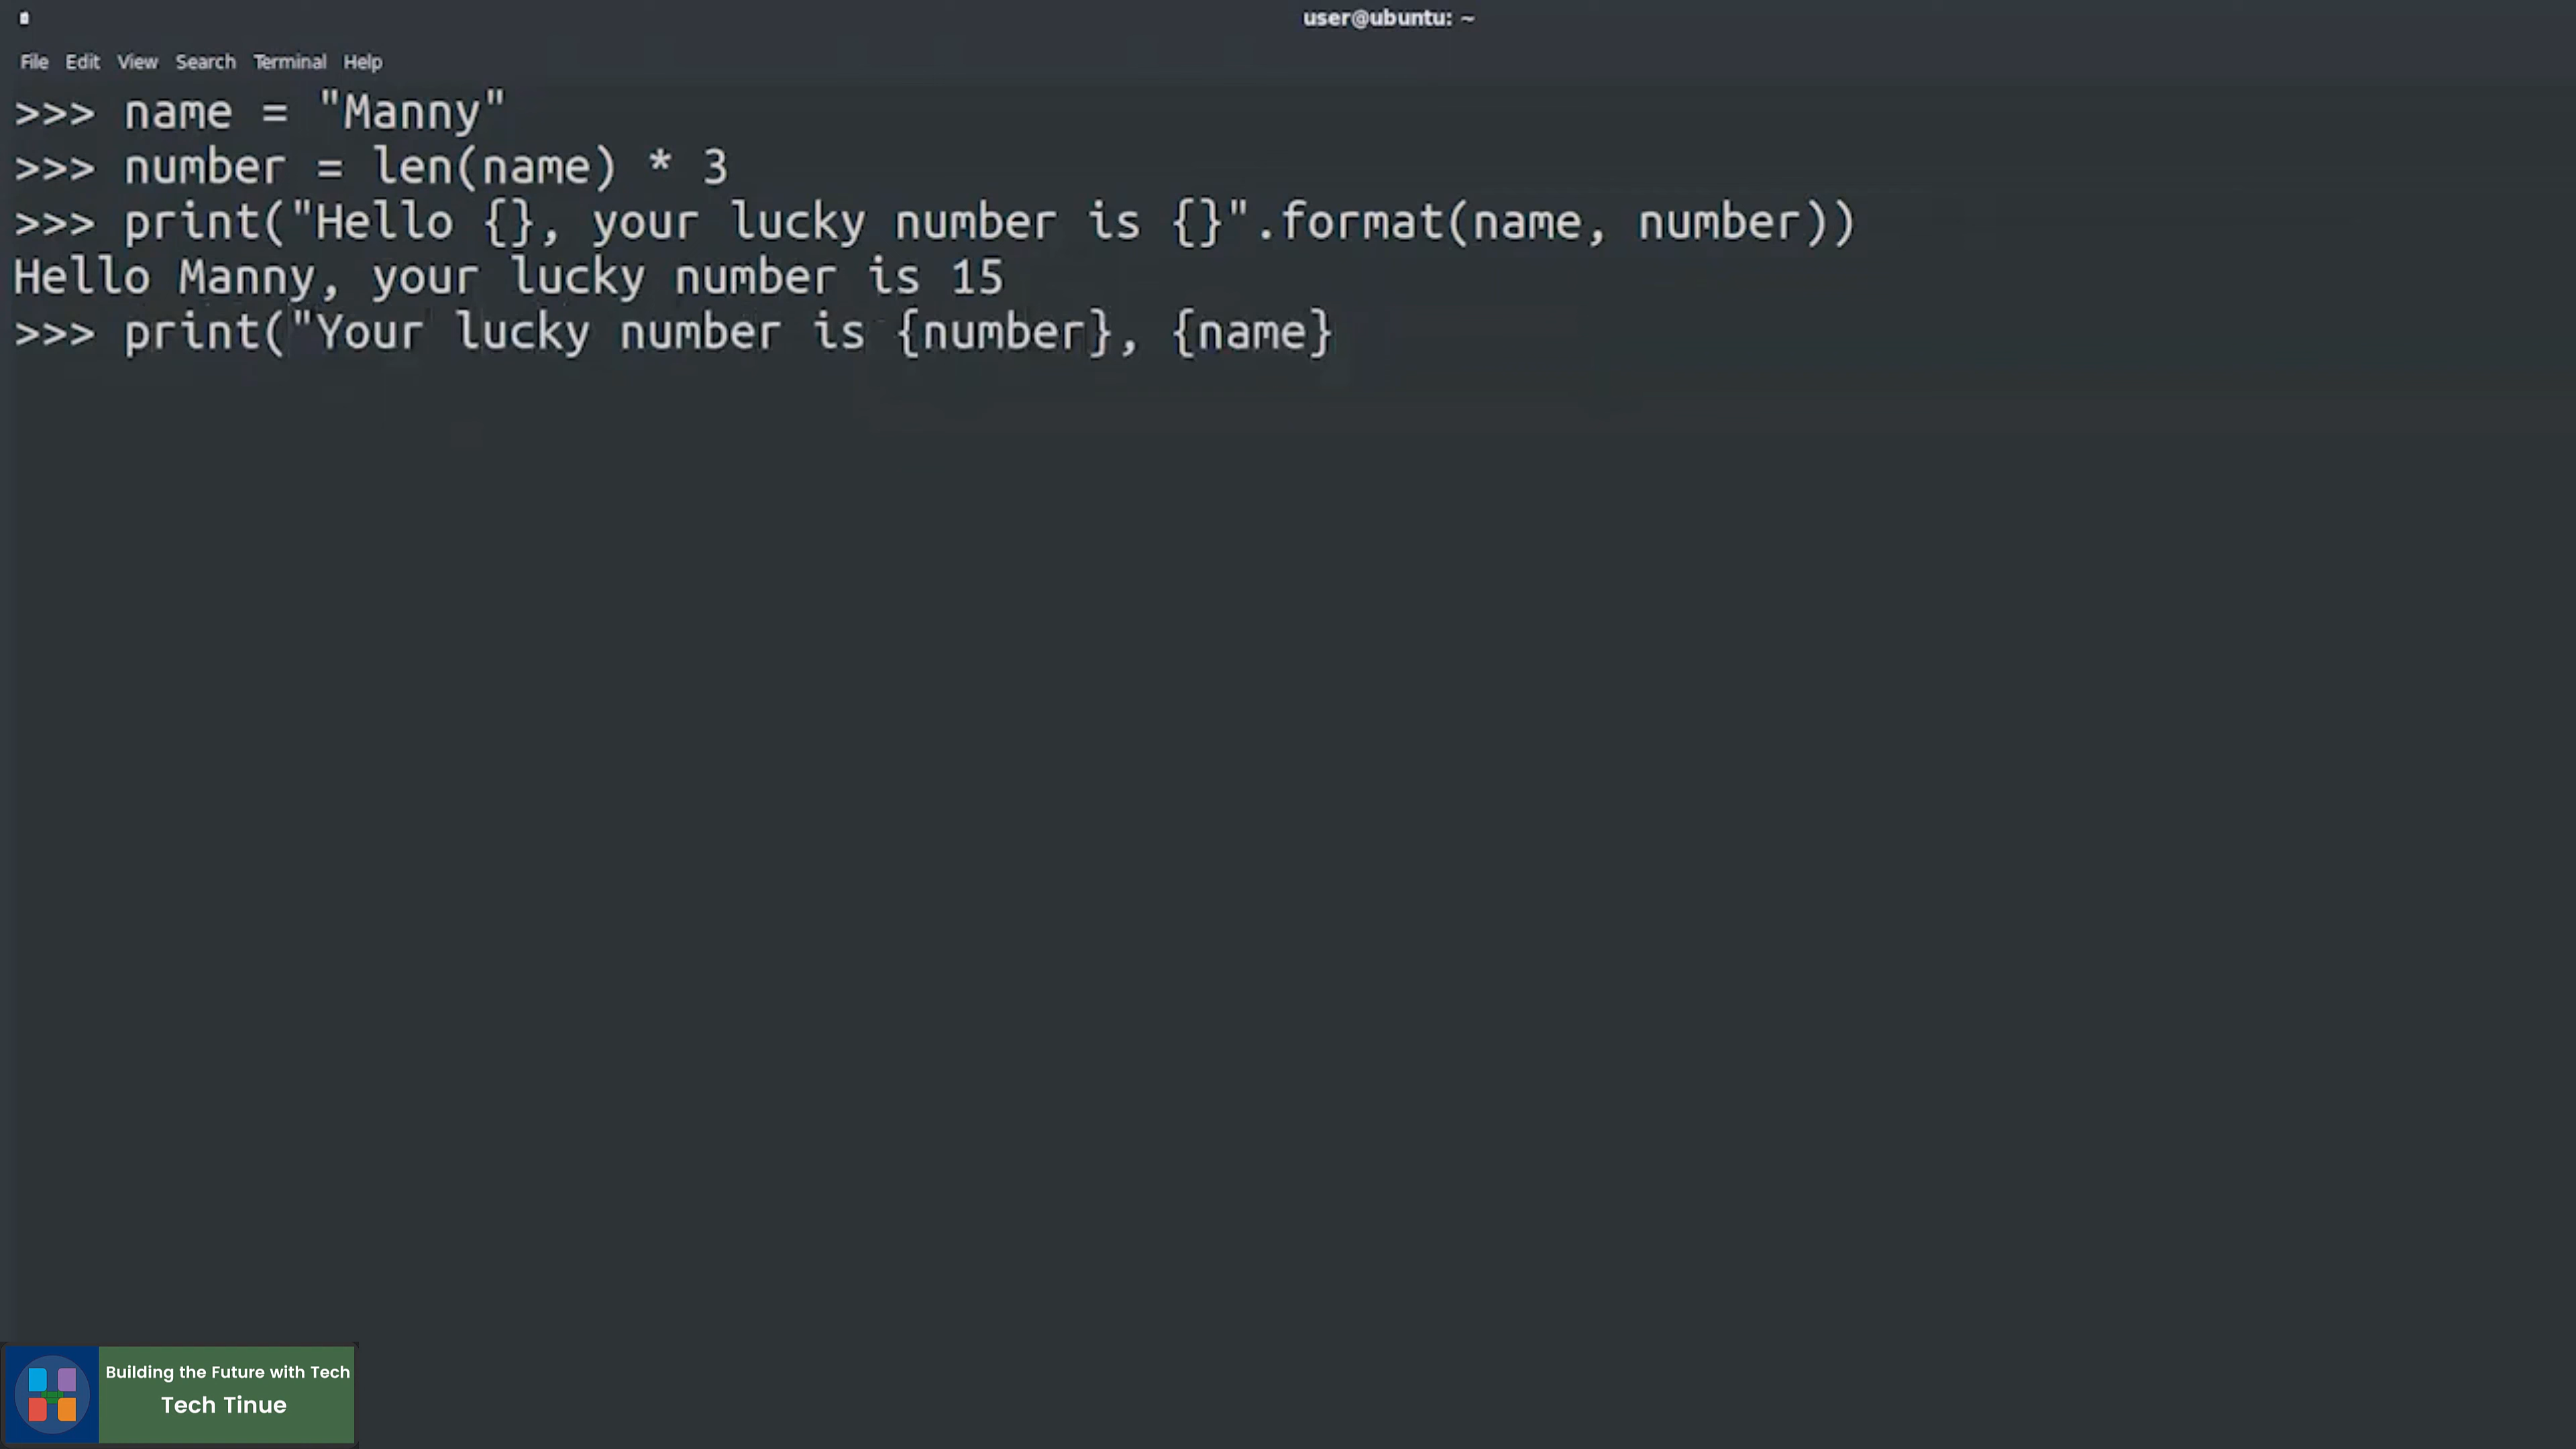 user@ubuntu: ~
File Edit View Search Terminal Help
>>> name = "Manny"
>>> number = len(name) * 3
>>> print("Hello {}, your lucky number is {}".format(name, number))
Hello Manny, your lucky number is 15
>>> print("Your lucky number is {number}, {name}
Building the Future with Tech
Tech Tinue